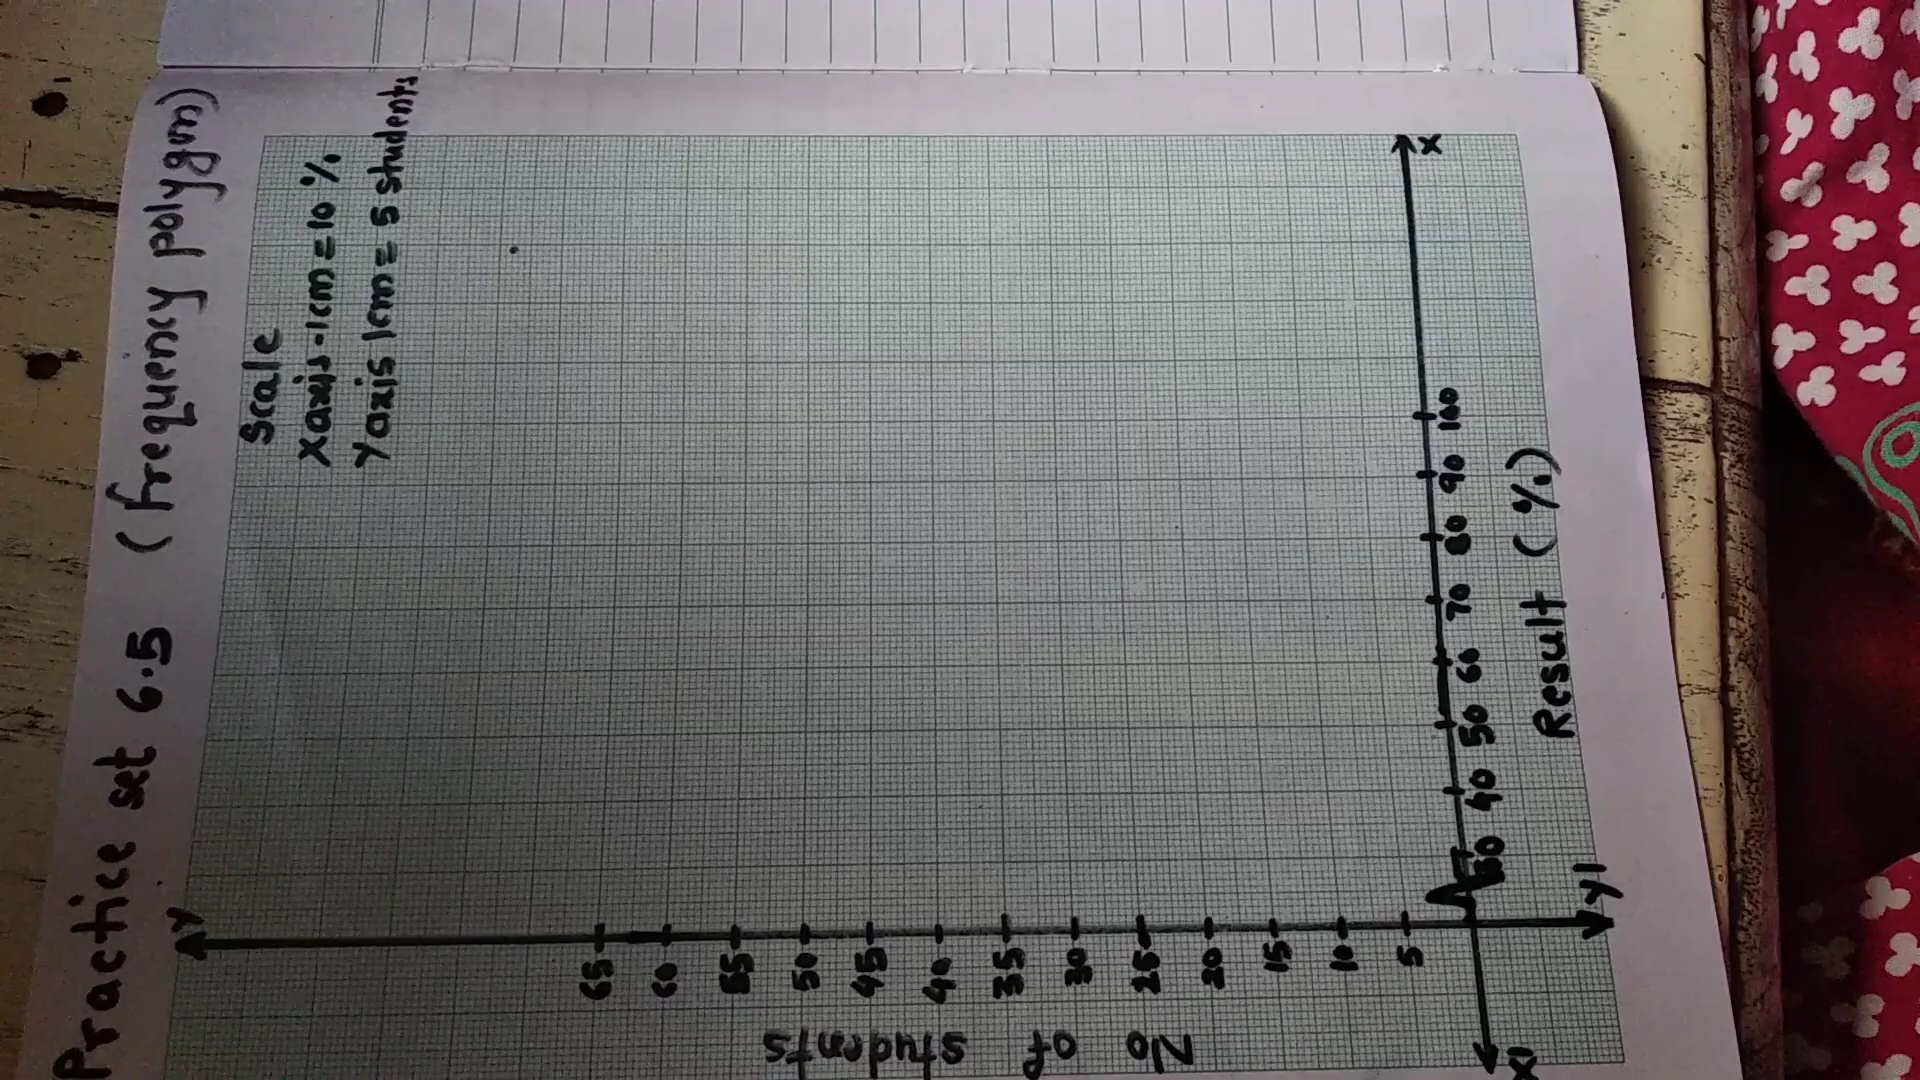 Practice set 6.5 (frequency polygon)
Scale
X axis - 1cm = 10 %
Y axis 1cm = 5 students
Y
65
60
55
50
45
40
35
30
25
20
15
10
5
No of students
X1
30 40 50 60 70 80 90 100
X
Y1
Result (%)